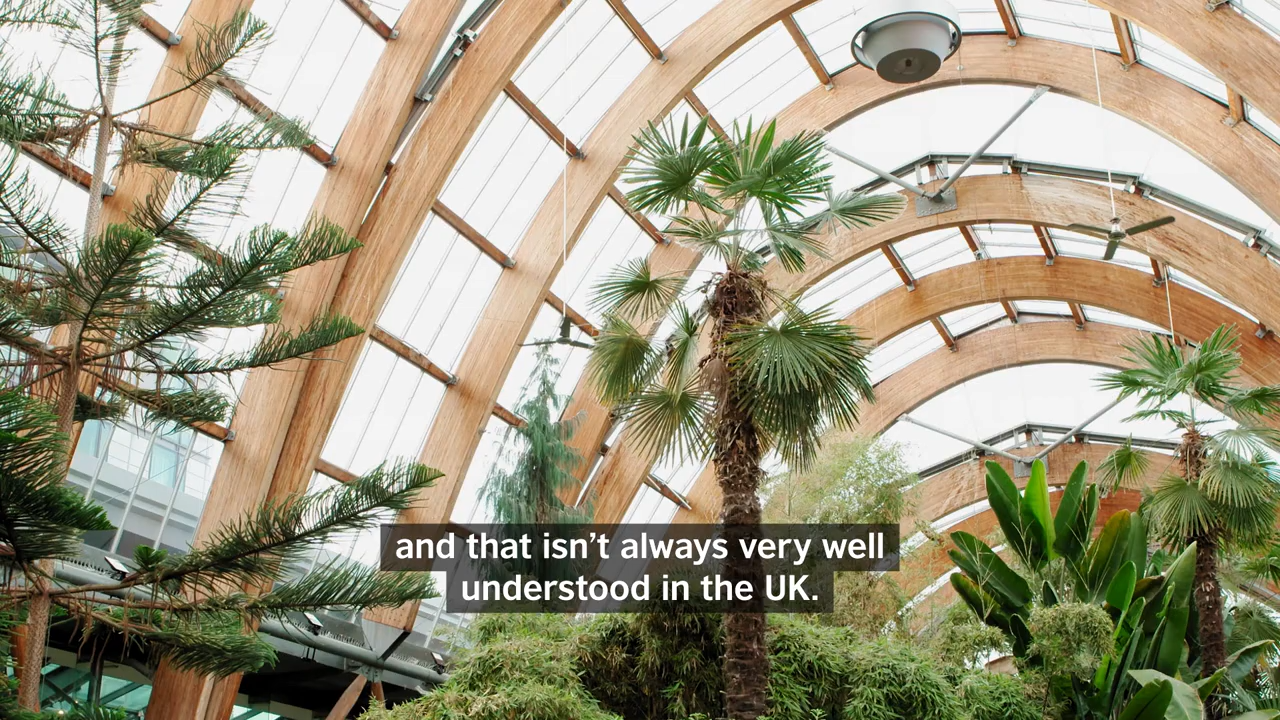 and that isn’t always very well
understood in the UK.